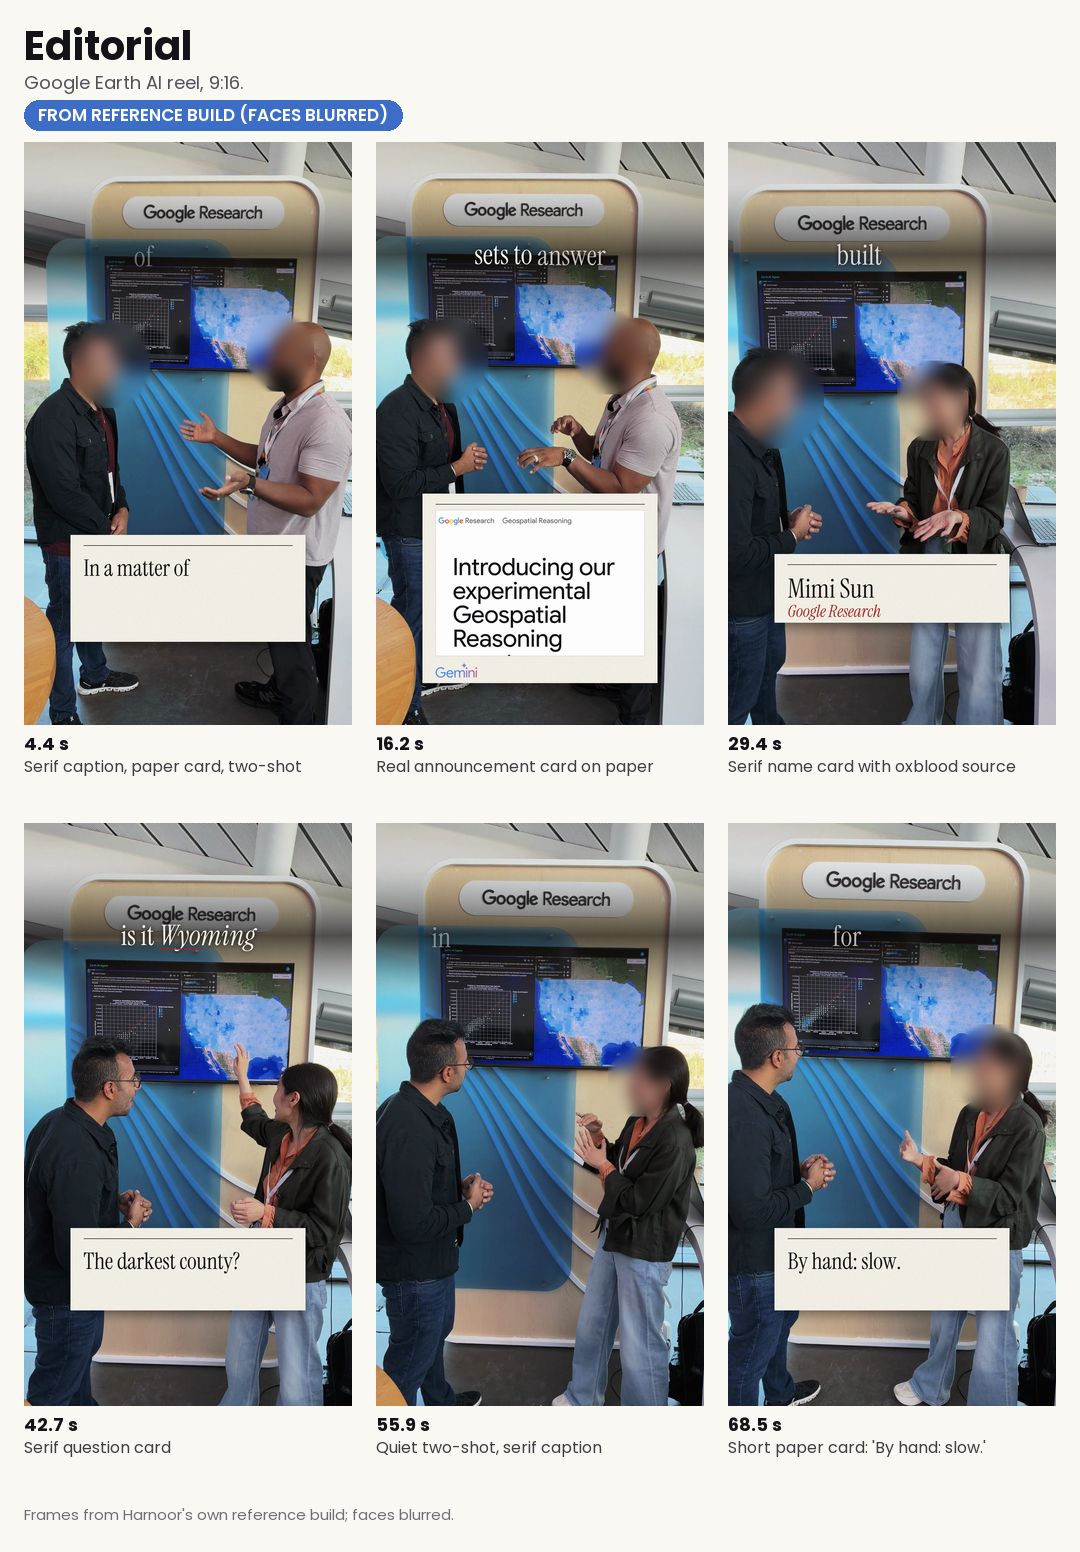 Editorial
Google Earth AI reel, 9:16.
FROM REFERENCE BUILD (FACES BLURRED)
Google Research
of
In a matter of
4.4 s
Serif caption, paper card, two-shot
Google Research
sets to answer
Google Research Geospatial Reasoning
Introducing our
experimental
Geospatial
Reasoning
Gemini
16.2 s
Real announcement card on paper
Google Research
built
Mimi Sun
Google Research
29.4 s
Serif name card with oxblood source
Google Research
is it Wyoming
The darkest county?
42.7 s
Serif question card
Google Research
in
55.9 s
Quiet two-shot, serif caption
Google Research
for
By hand: slow.
68.5 s
Short paper card: 'By hand: slow.'
Frames from Harnoor's own reference build; faces blurred.